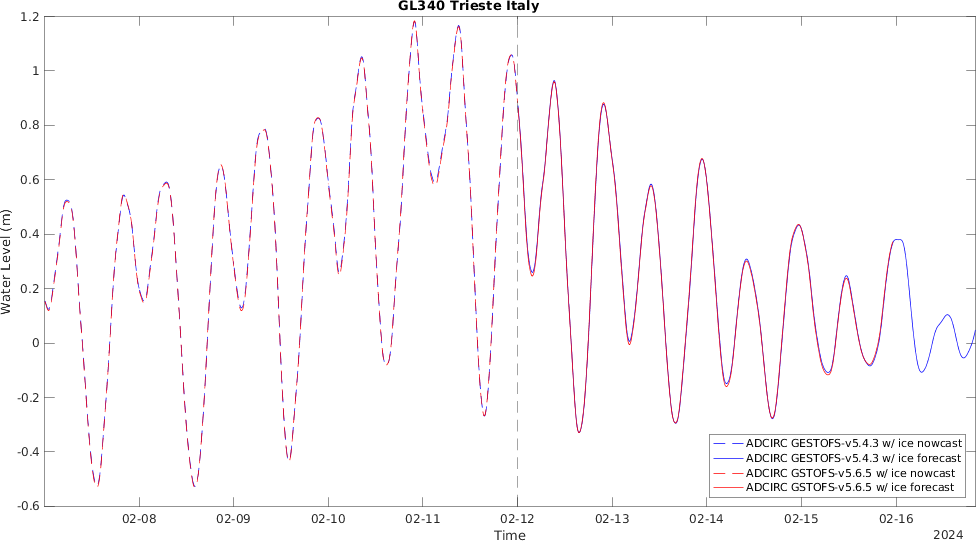 GL340 Trieste Italy
1.2
1
0.8
0.6
0.4
0.2
0
-0.2
-0.4
-0.6
Water Level (m)
02-08 02-09 02-10 02-11 02-12 02-13 02-14 02-15 02-16
Time
2024
ADCIRC GESTOFS-v5.4.3 w/ ice nowcast
ADCIRC GESTOFS-v5.4.3 w/ ice forecast
ADCIRC GSTOFS-v5.6.5 w/ ice nowcast
ADCIRC GSTOFS-v5.6.5 w/ ice forecast